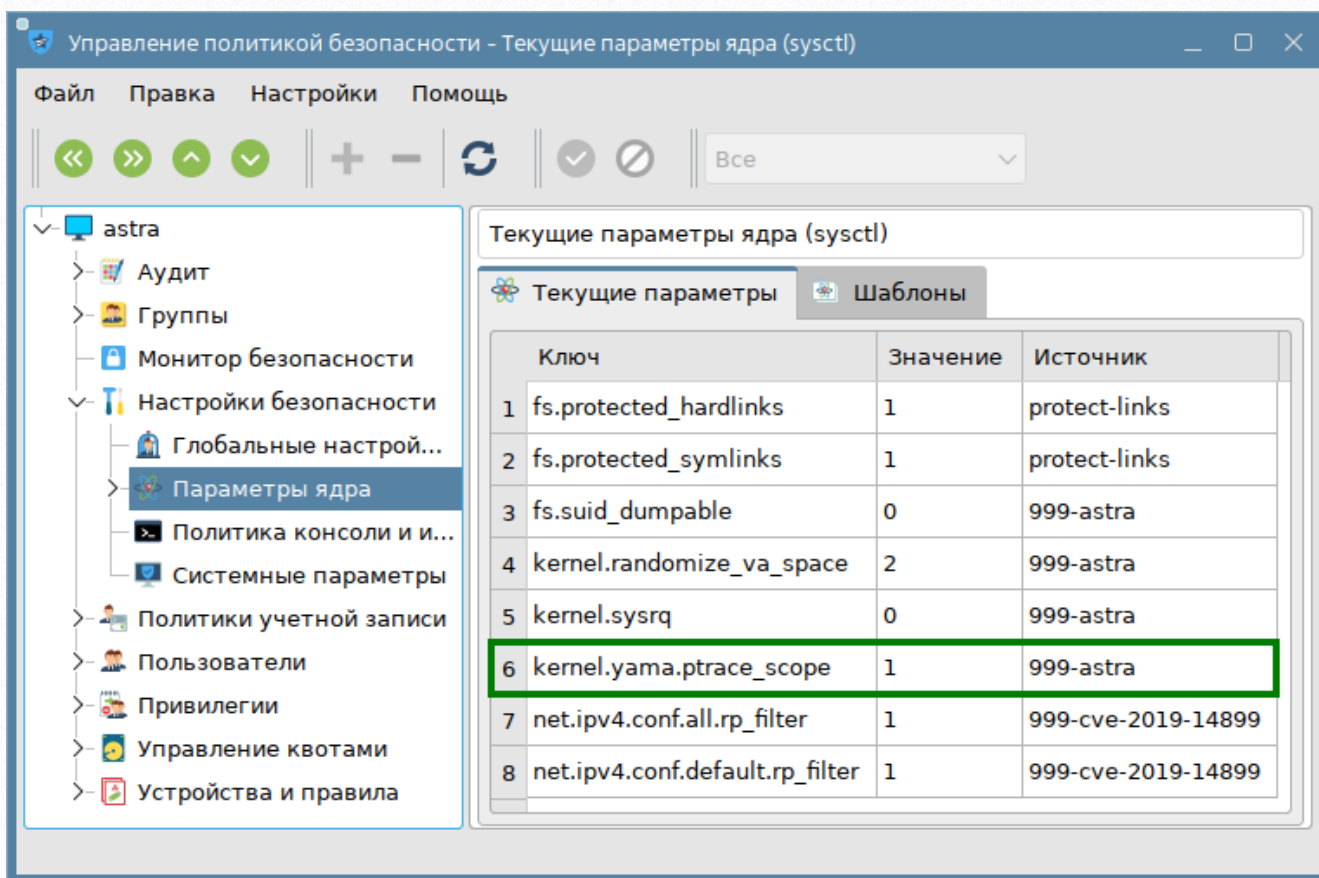 Управление политикой безопасности - Текущие параметры ядра (sysctl)
Файл Правка Настройки Помощь
Все
astra
Аудит
Группы
Монитор безопасности
Настройки безопасности
Глобальные настрой...
Параметры ядра
Политика консоли и и...
Системные параметры
Политики учетной записи
Пользователи
Привилегии
Управление квотами
Устройства и правила
Текущие параметры ядра (sysctl)
Текущие параметры Шаблоны
Ключ Значение Источник
1 fs.protected_hardlinks 1 protect-links
2 fs.protected_symlinks 1 protect-links
3 fs.suid_dumpable 0 999-astra
4 kernel.randomize_va_space 2 999-astra
5 kernel.sysrq 0 999-astra
6 kernel.yama.ptrace_scope 1 999-astra
7 net.ipv4.conf.all.rp_filter 1 999-cve-2019-14899
8 net.ipv4.conf.default.rp_filter 1 999-cve-2019-14899